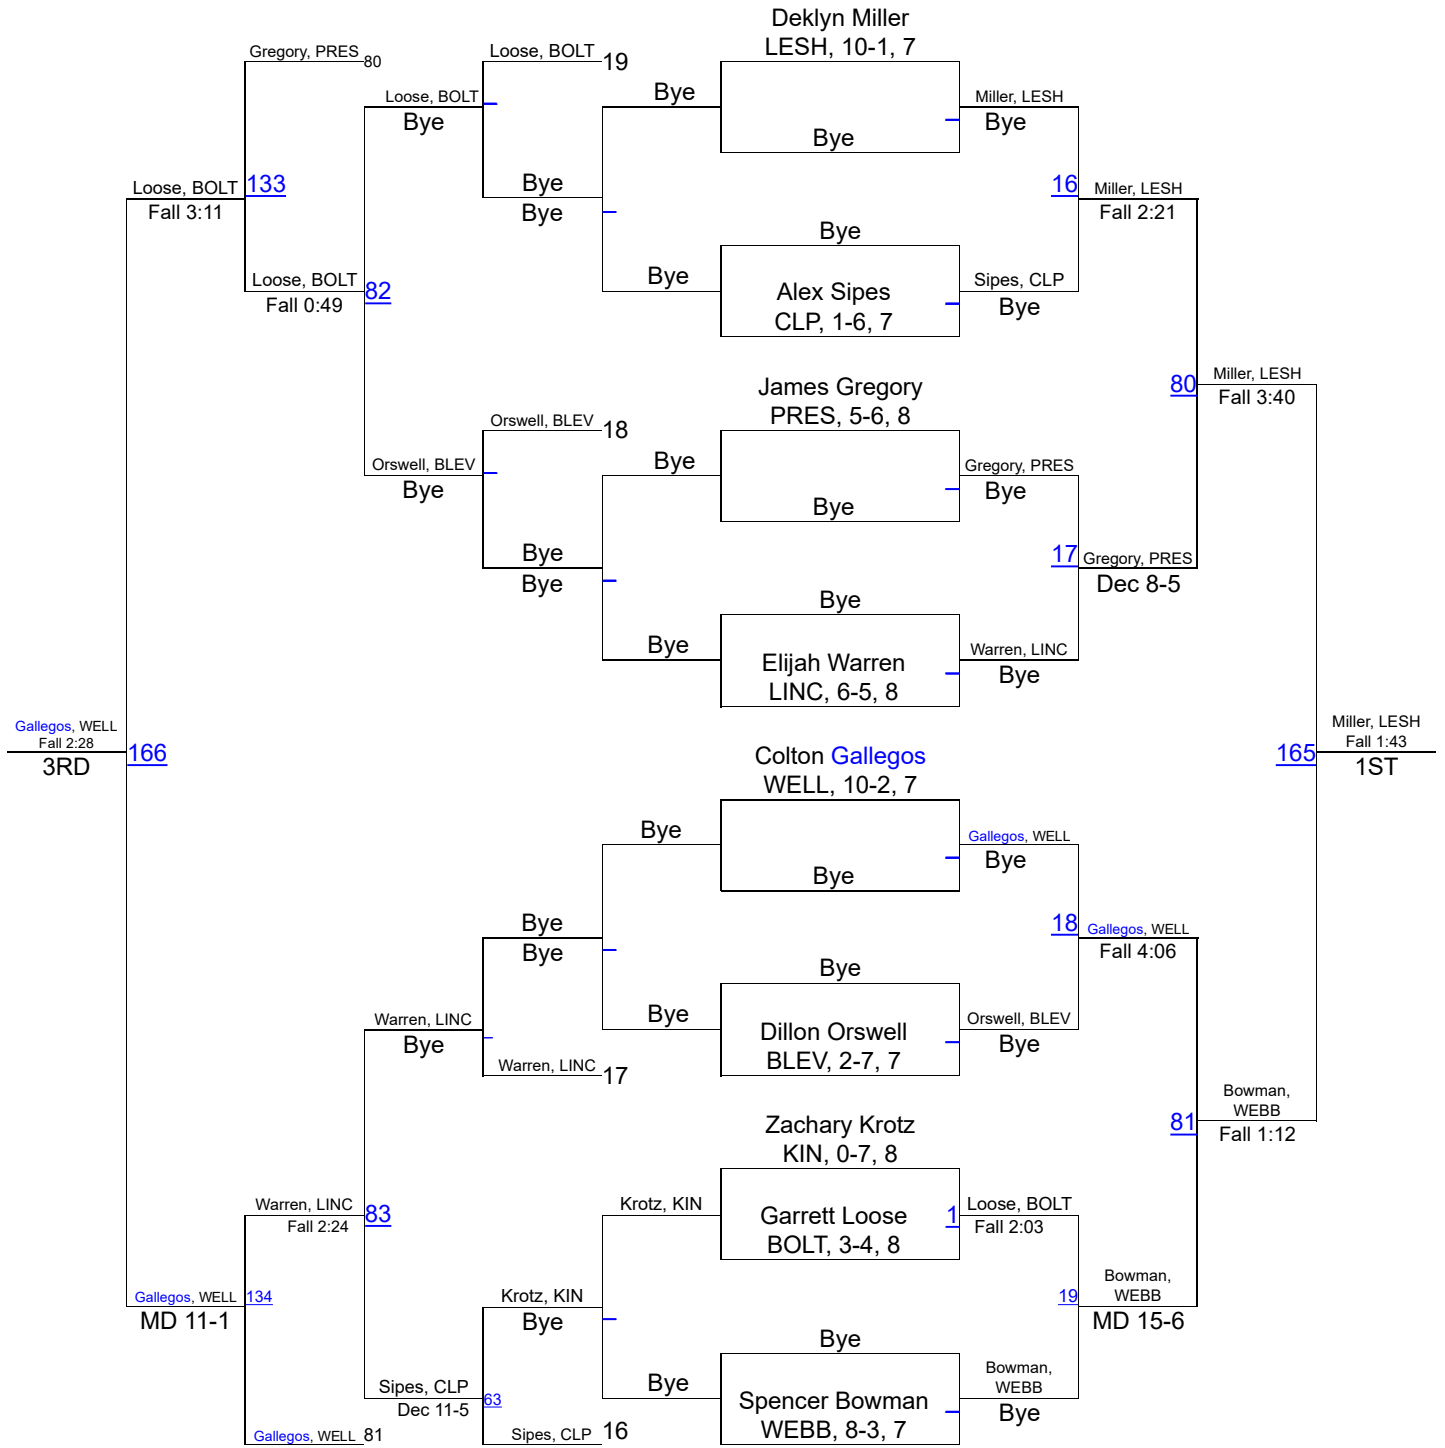 Deklyn Miller
LESH, 10-1, 7
Gregory, PRES
80
Loose, BOLT
19
Loose, BOLT
Bye
Bye
Miller, LESH
Bye
Bye
Loose, BOLT
133
Fall 3:11
Bye
Bye
16
Miller, LESH
Fall 2:21
Bye
Loose, BOLT
Fall 0:49
82
Bye
Alex Sipes
CLP, 1-6, 7
Sipes, CLP
Bye
James Gregory
PRES, 5-6, 8
80
Miller, LESH
Fall 3:40
Orswell, BLEV
18
Orswell, BLEV
Bye
Bye
Gregory, PRES
Bye
Bye
Bye
Bye
17
Gregory, PRES
Dec 8-5
Bye
Bye
Elijah Warren
LINC, 6-5, 8
Warren, LINC
Bye
Gallegos, WELL
Fall 2:28
3RD
166
Colton Gallegos
WELL, 10-2, 7
165
Miller, LESH
Fall 1:43
1ST
Bye
Gallegos, WELL
Bye
Bye
Bye
Bye
18
Gallegos, WELL
Fall 4:06
Bye
Warren, LINC
Bye
Bye
Dillon Orswell
BLEV, 2-7, 7
Orswell, BLEV
Bye
Warren, LINC
17
Zachary Krotz
KIN, 0-7, 8
81
Bowman,
WEBB
Fall 1:12
Warren, LINC
Fall 2:24
83
Krotz, KIN
Garrett Loose
BOLT, 3-4, 8
1
Loose, BOLT
Fall 2:03
Gallegos, WELL
134
MD 11-1
Krotz, KIN
Bye
19
Bowman,
WEBB
MD 15-6
Bye
Sipes, CLP
Dec 11-5
63
Bye
Spencer Bowman
WEBB, 8-3, 7
Bowman,
WEBB
Bye
Gallegos, WELL
81
Sipes, CLP
16